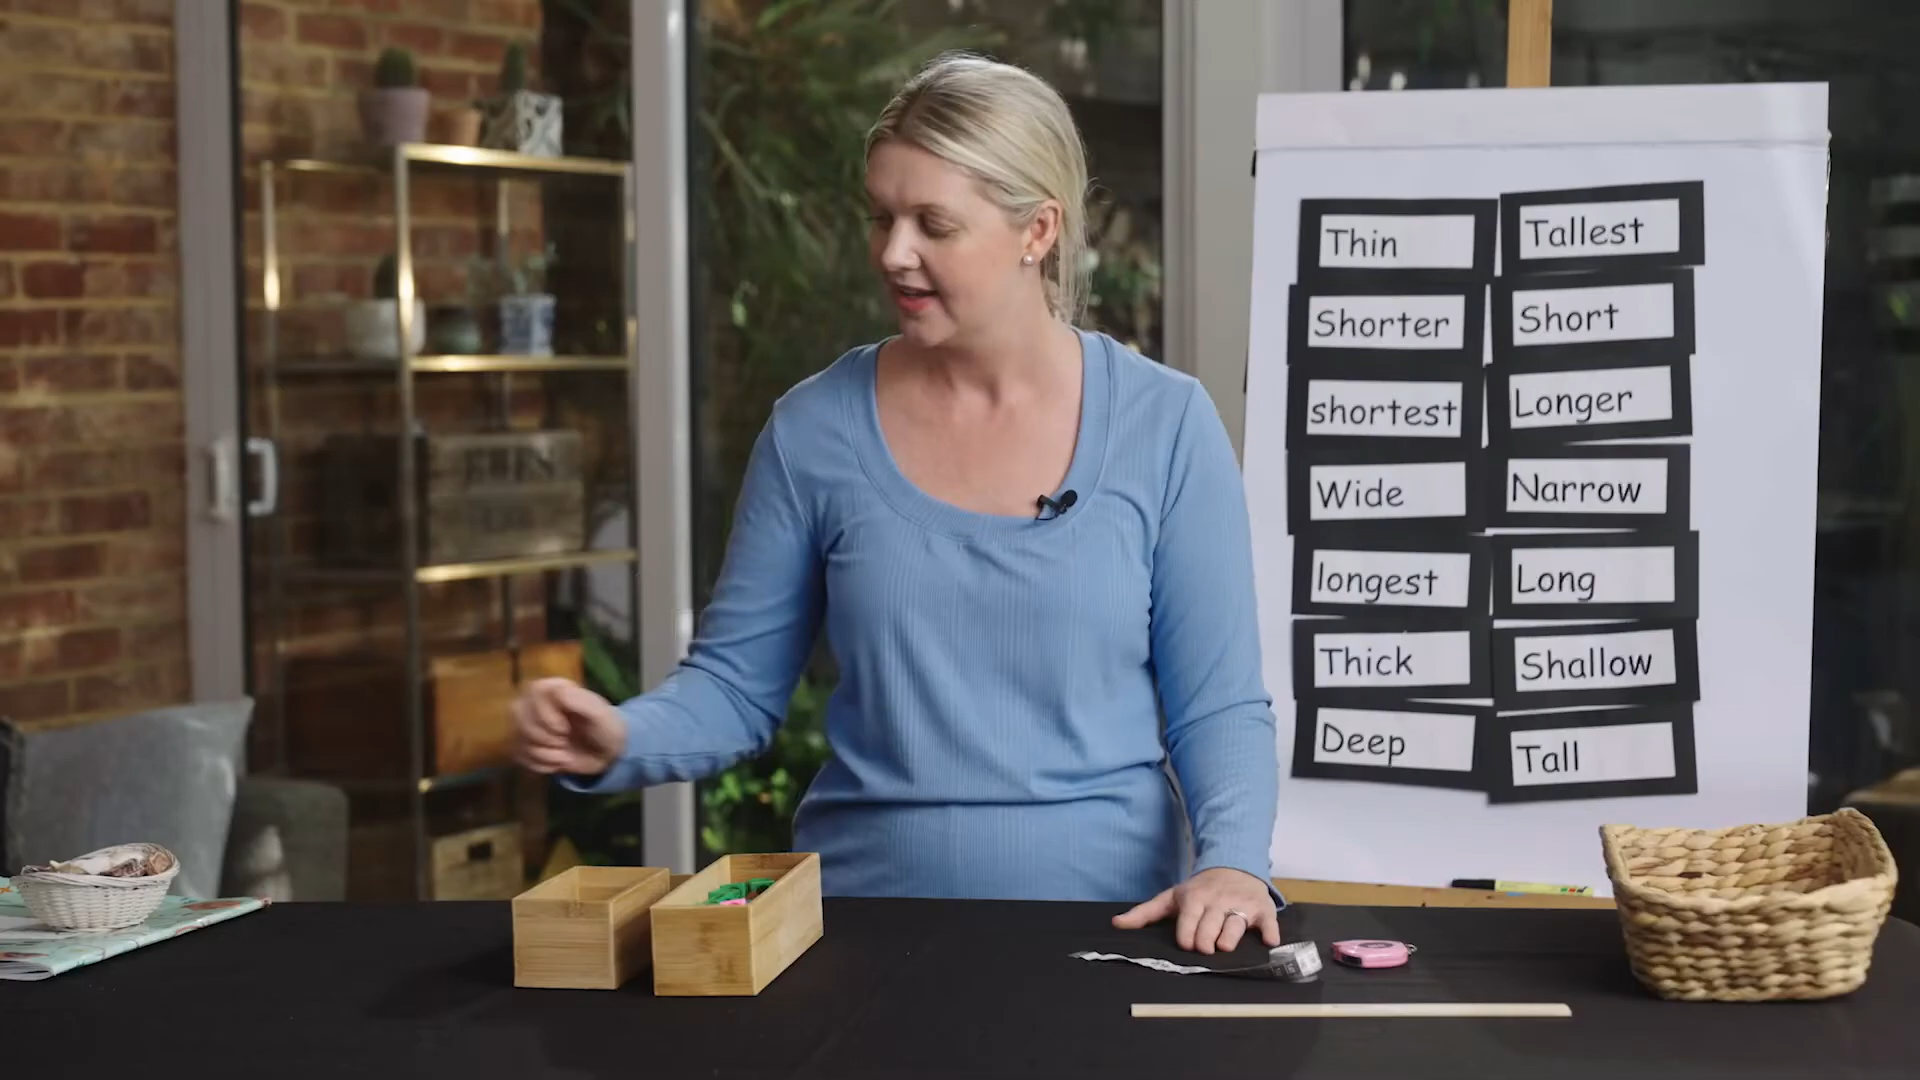 Thin
Tallest
Shorter
Short
shortest
Longer
Wide
Narrow
longest
Long
Thick
Shallow
Deep
Tall